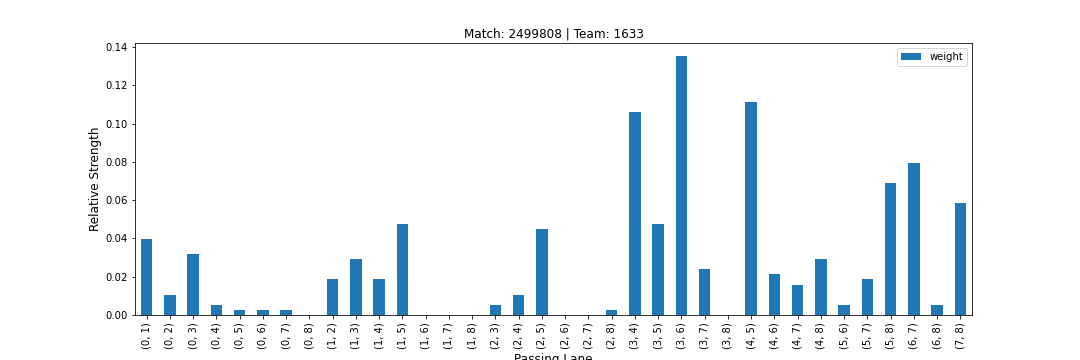 Match: 2499808 | Team: 1633
weight
0.14
0.12
0.10
0.08
0.06
0.04
0.02
0.00
Relative Strength
(0, 1) (0, 2) (0, 3) (0, 4) (0, 5) (0, 6) (0, 7) (0, 8) (1, 2) (1, 3) (1, 4) (1, 5) (1, 6) (1, 7) (1, 8) (2, 3) (2, 4) (2, 5) (2, 6) (2, 7) (2, 8) (3, 4) (3, 5) (3, 6) (3, 7) (3, 8) (4, 5) (4, 6) (4, 7) (4, 8) (5, 6) (5, 7) (5, 8) (6, 7) (6, 8) (7, 8)
Passing Lane